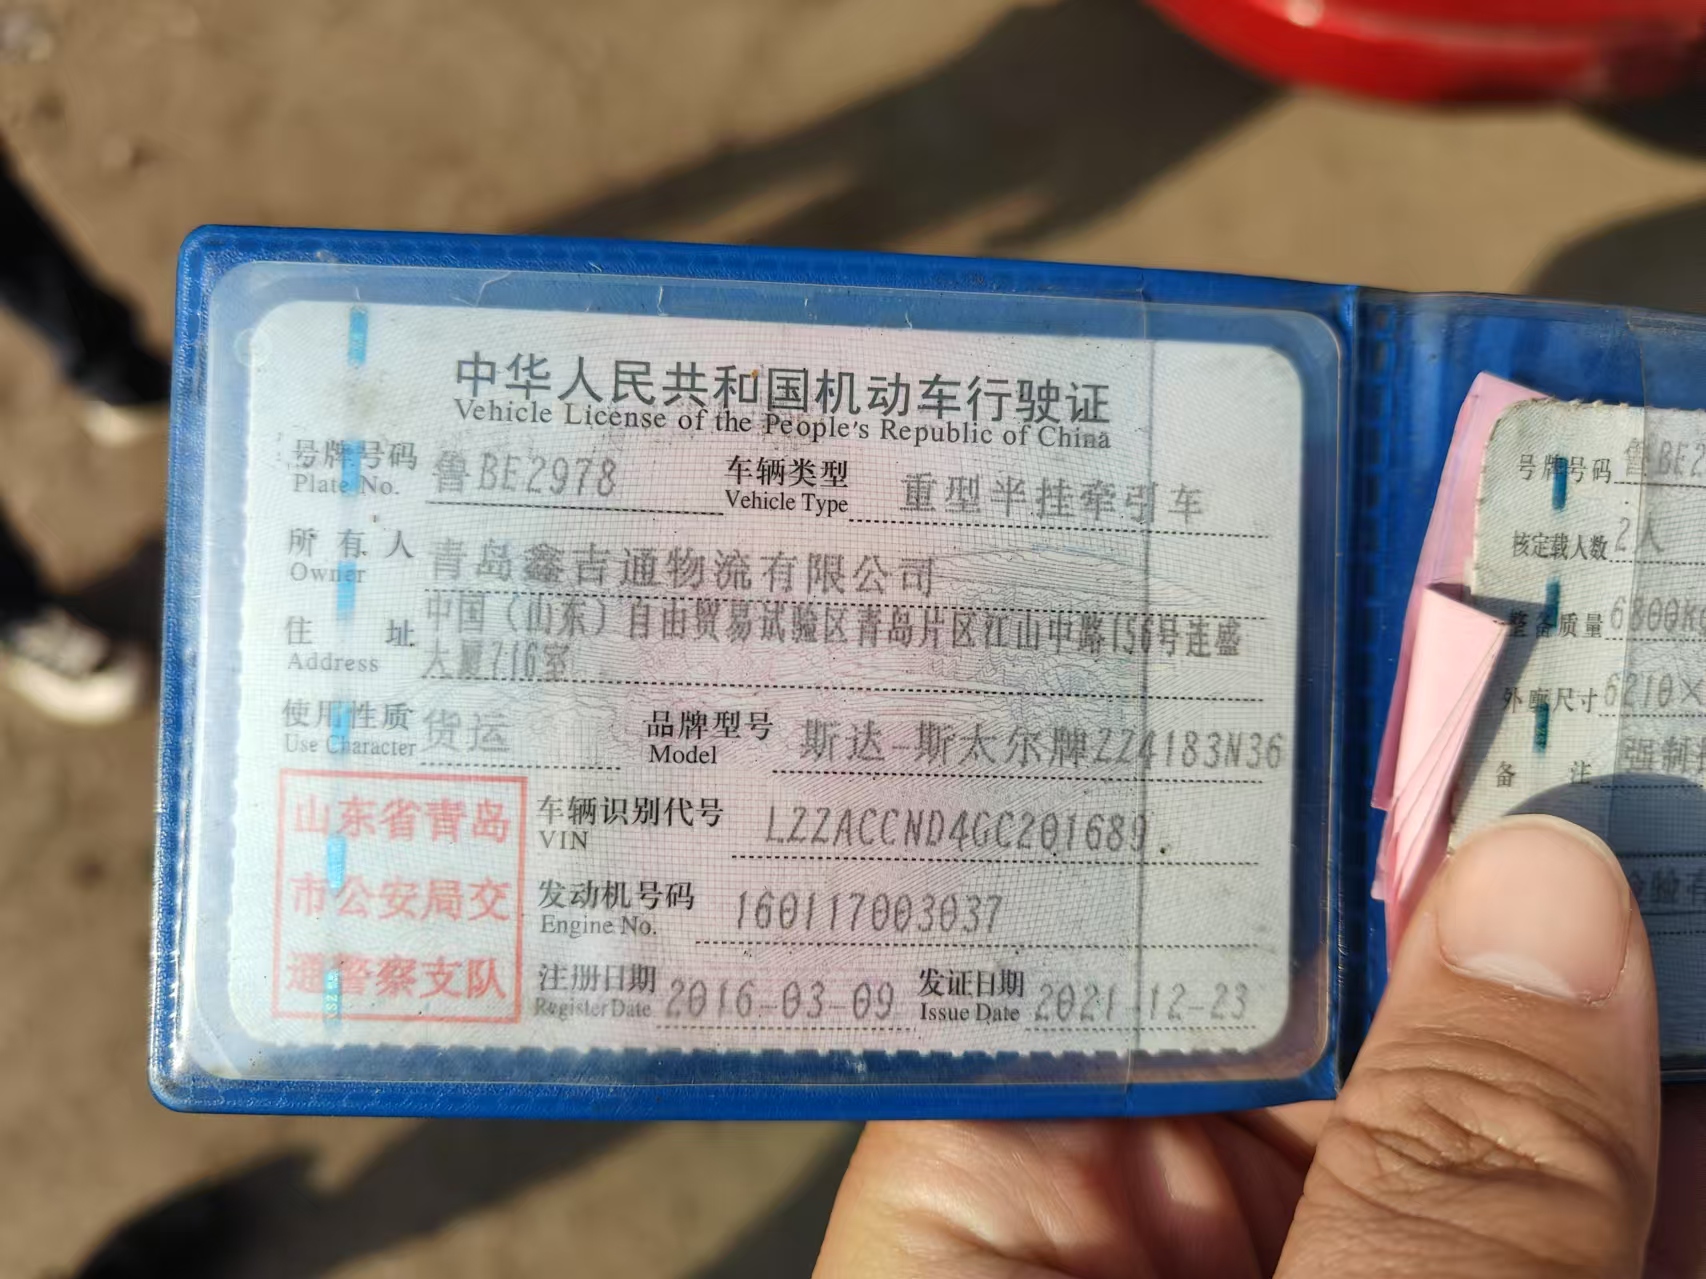 中华人民共和国机动车行驶证
Vehicle License of the People's Republic of China
号牌号码 鲁BE2978 车辆类型 重型半挂牵引车
Plate No. Vehicle Type
所有人 青岛鑫吉通物流有限公司
Owner
住址 中国（山东）自由贸易试验区青岛片区江山中路156号连盛
Address 大厦716室
使用性质 货运 品牌型号 斯达-斯太尔牌ZZ4183N36
Use Character Model
山东省青岛
市公安局交
通警察支队
车辆识别代号 LZZACCND4GC201689
VIN
发动机号码 160117003037
Engine No.
注册日期 2016-03-09 发证日期 2021-12-23
Register Date Issue Date
号牌号码 鲁BE2
核定载人数 2人
整备质量 6800K
外廓尺寸 6210×
备注 强制